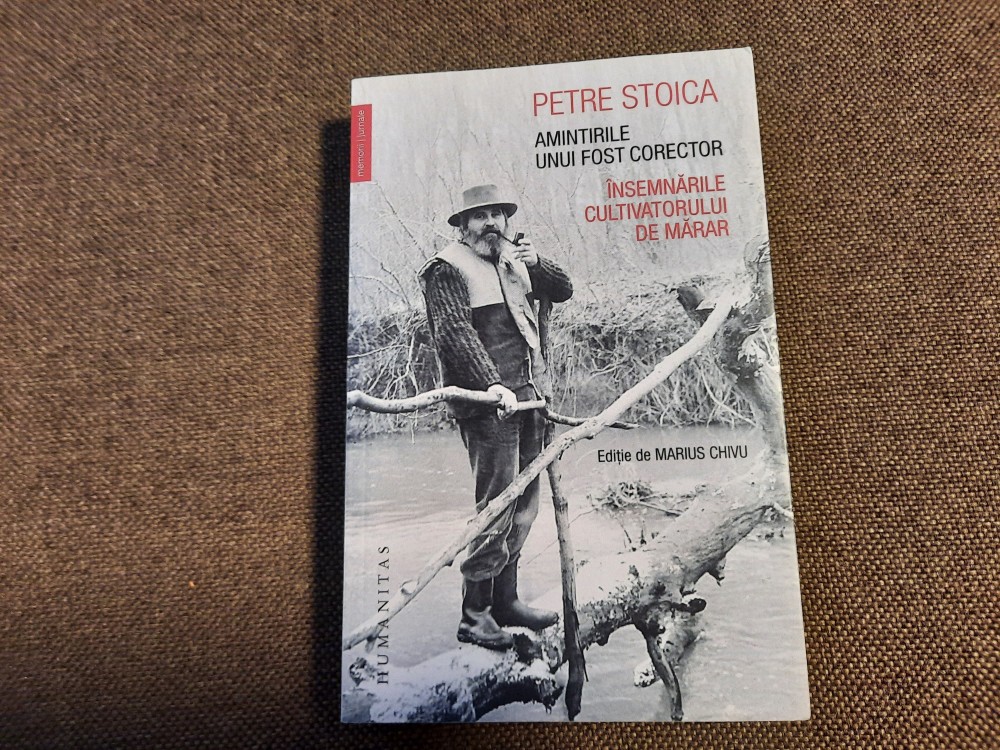 memorii | jurnale
PETRE STOICA
AMINTIRILE
UNUI FOST CORECTOR
ÎNSEMNĂRILE
CULTIVATORULUI
DE MĂRAR
Ediție de MARIUS CHIVU
HUMANITAS